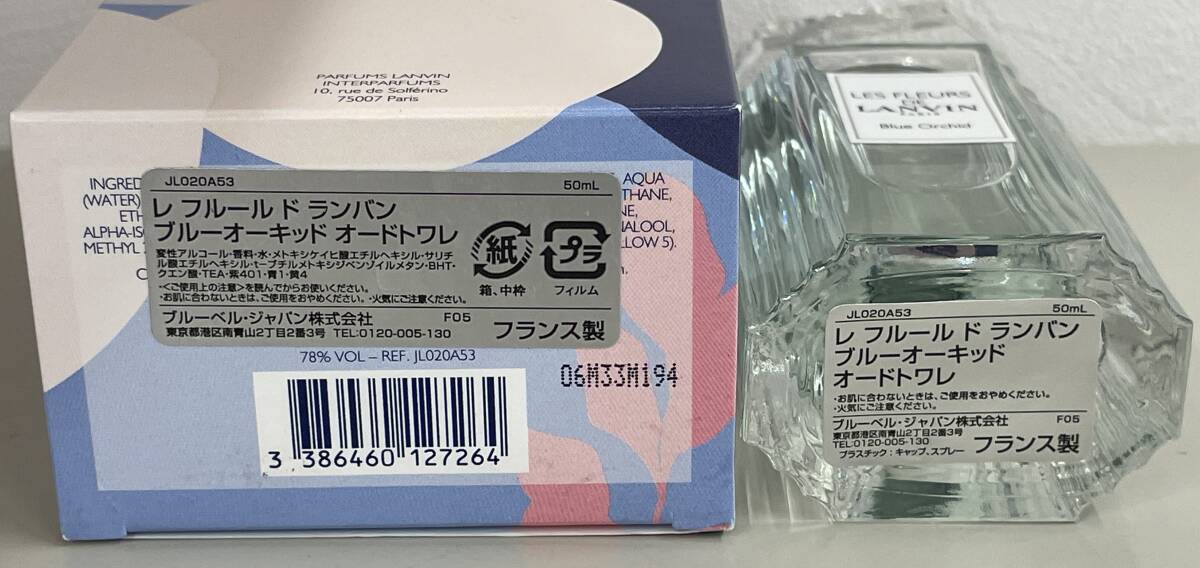 PARFUMS LANVIN
INTERPARFUMS
10, rue de Solférino
75007 Paris
AQUA
(WATER)
METHYL
78% VOL – REF. JL020A53
06M33M194
3 386460 127264
JL020A53 50mL
レ フルール ド ランバン
ブルーオーキッド オードトワレ
変性アルコール・香料・水・メトキシケイヒ酸エチルヘキシル・サリチ
ル酸エチルヘキシル・t-ブチルメトキシジベンゾイルメタン・BHT・
クエン酸・TEA・紫401・青1・黄4
・<ご使用上の注意>を読んでからお使いください。
・お肌に合わないときは、ご使用をおやめください。・火気にご注意ください。
ブルーベル・ジャパン株式会社 F05
東京都港区南青山2丁目2番3号 TEL:0120-005-130
フランス製
紙
箱、中枠
プラ
フィルム
LES FLEURS
DE
LANVIN
PARIS
Blue Orchid
JL020A53 50mL
レ フルール ド ランバン
ブルーオーキッド
オードトワレ
・お肌に合わないときは、ご使用をおやめください。
・火気にご注意ください。
ブルーベル・ジャパン株式会社 F05
東京都港区南青山2丁目2番3号
TEL:0120-005-130
プラスチック：キャップ、スプレー
フランス製